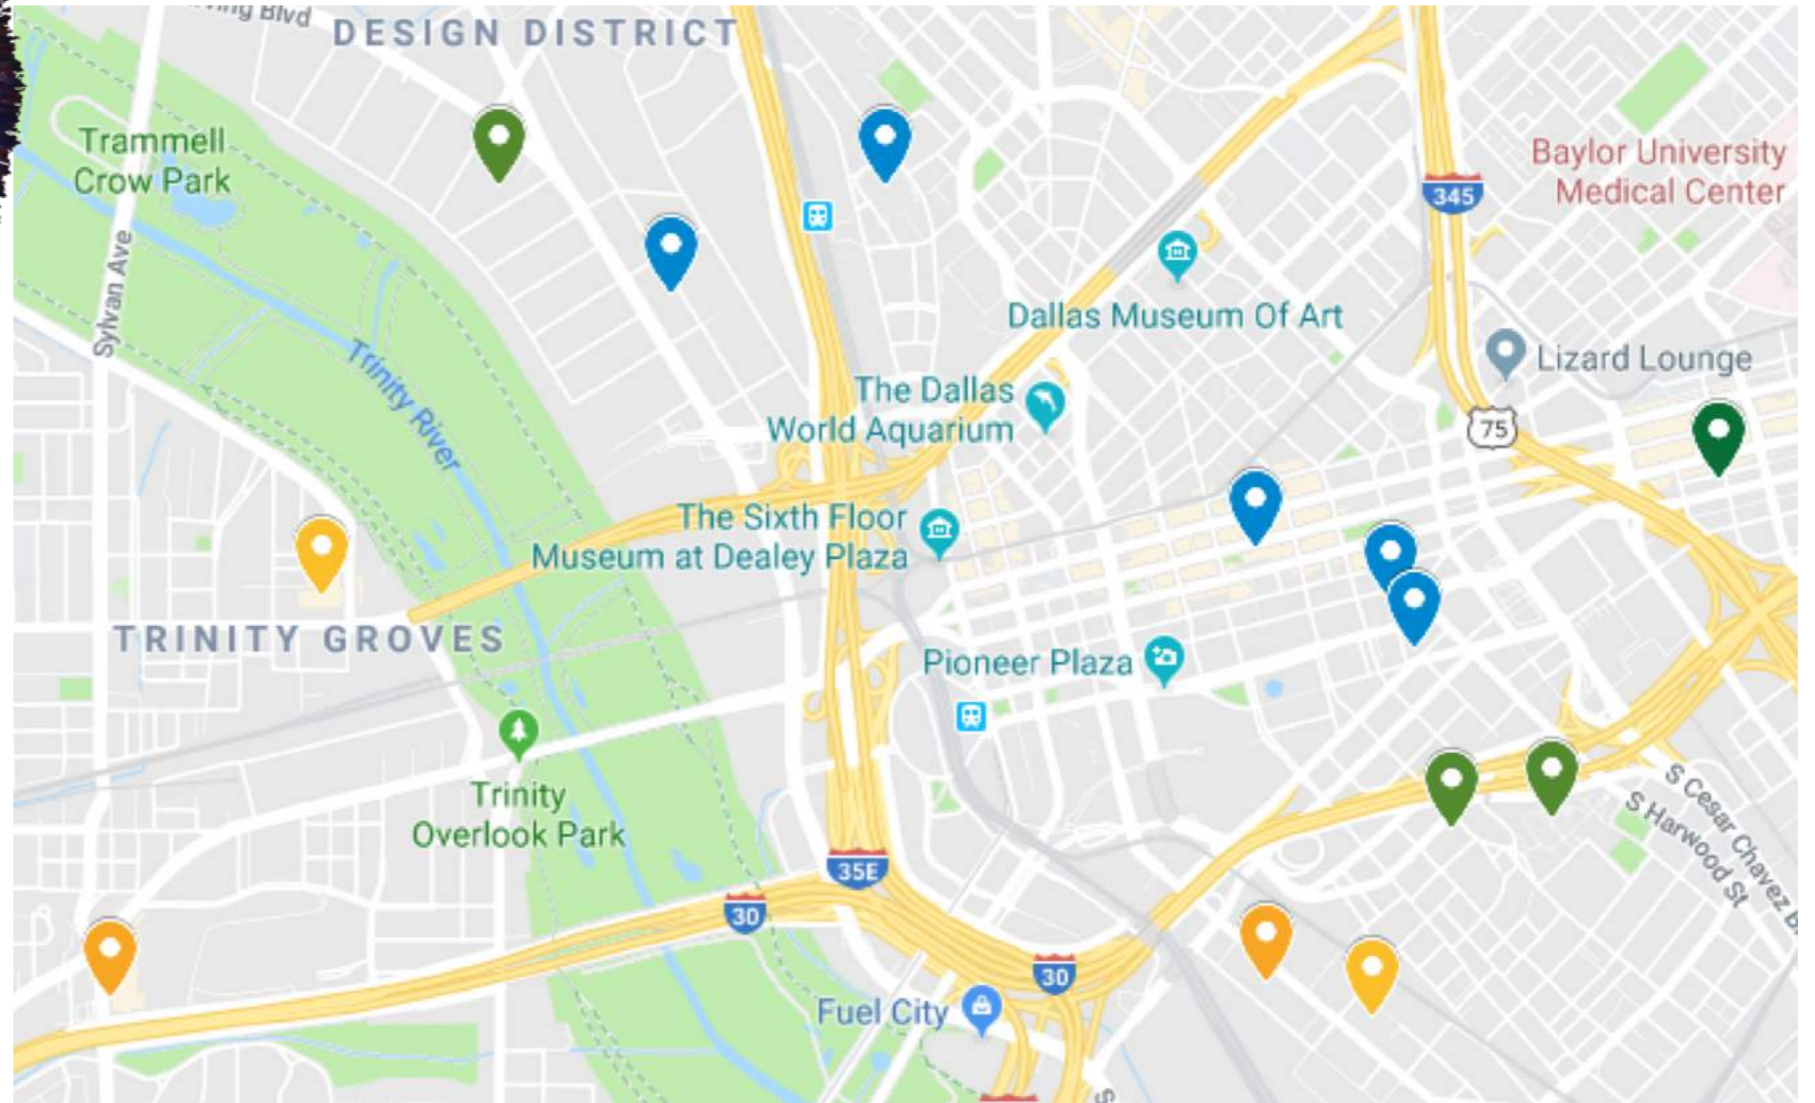 ving Blvd
DESIGN DISTRICT
Trammell
Crow Park
Sylvan Ave
Trinity River
Baylor University
Medical Center
345
Dallas Museum Of Art
Lizard Lounge
The Dallas
World Aquarium
75
The Sixth Floor
Museum at Dealey Plaza
TRINITY GROVES
Pioneer Plaza
Trinity
Overlook Park
S Cesar Chavez B
S Harwood St
35E
30
30
Fuel City
S